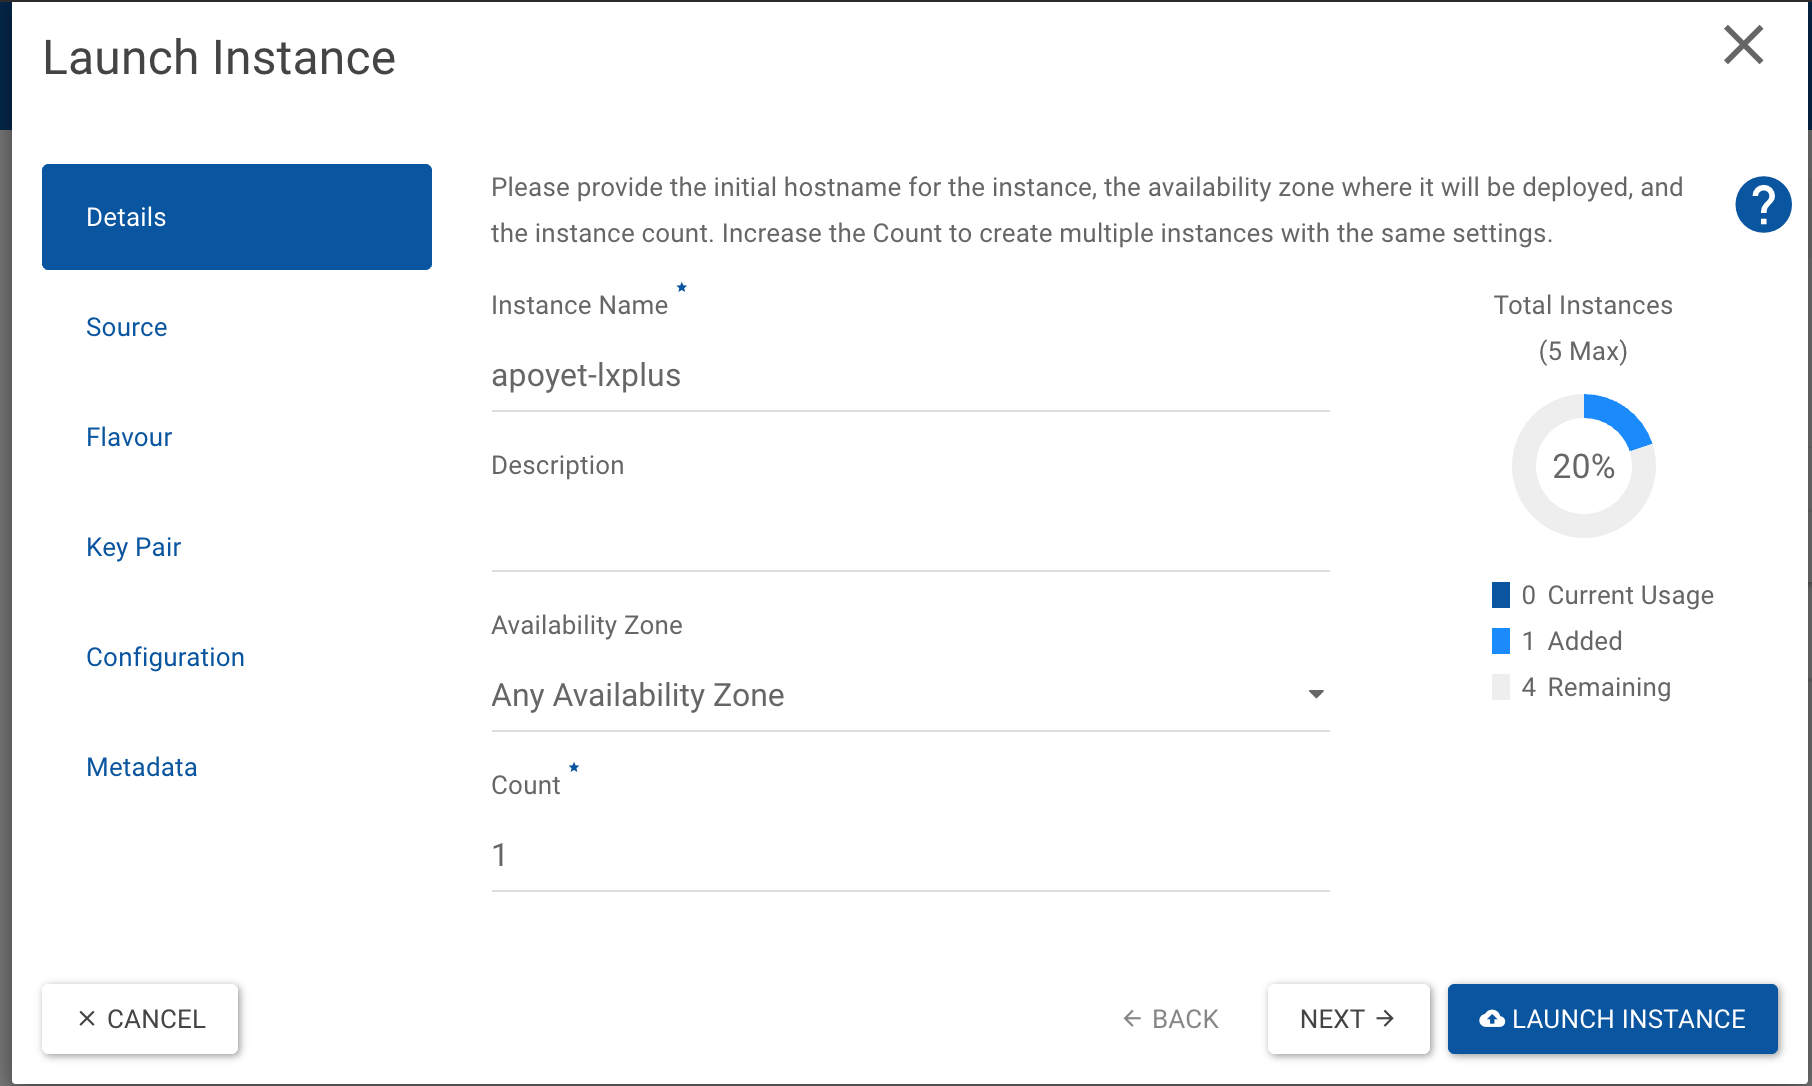 Launch Instance
Details
Source
Flavour
Key Pair
Configuration
Metadata
Please provide the initial hostname for the instance, the availability zone where it will be deployed, and
the instance count. Increase the Count to create multiple instances with the same settings.
Instance Name *
apoyet-lxplus
Description
Availability Zone
Any Availability Zone
Count *
1
Total Instances
(5 Max)
20%
0 Current Usage
1 Added
4 Remaining
CANCEL
BACK
NEXT
LAUNCH INSTANCE